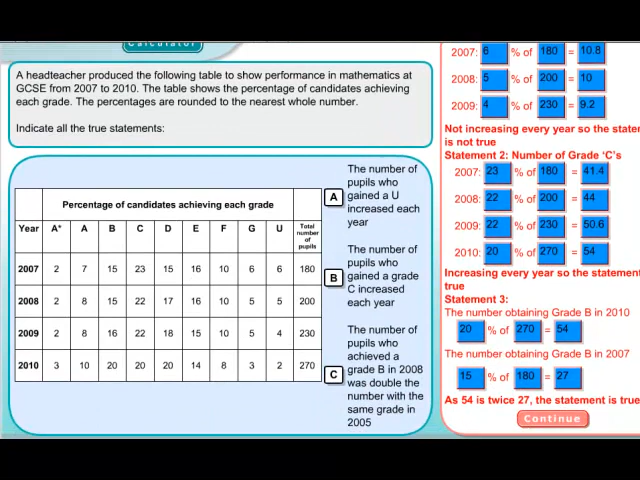 Calculator
A headteacher produced the following table to show performance in mathematics at
GCSE from 2007 to 2010. The table shows the percentage of candidates achieving
each grade. The percentages are rounded to the nearest whole number.
Indicate all the true statements:
Percentage of candidates achieving each grade
Year A* A B C D E F G U Total number of pupils
2007 2 7 15 23 15 16 10 6 6 180
2008 2 8 15 22 17 16 10 5 5 200
2009 2 8 16 22 18 15 10 5 4 230
2010 3 10 20 20 20 14 8 3 2 270
A
The number of
pupils who
gained a U
increased each
year
B
The number of
pupils who
gained a grade
C increased
each year
C
The number of
pupils who
achieved a
grade B in 2008
was double the
number with the
same grade in
2005
2007: 6 % of 180 = 10.8
2008: 5 % of 200 = 10
2009: 4 % of 230 = 9.2
Not increasing every year so the state
is not true
Statement 2: Number of Grade 'C's
2007: 23 % of 180 = 41.4
2008: 22 % of 200 = 44
2009: 22 % of 230 = 50.6
2010: 20 % of 270 = 54
Increasing every year so the statement
true
Statement 3:
The number obtaining Grade B in 2010
20 % of 270 = 54
The number obtaining Grade B in 2007
15 % of 180 = 27
As 54 is twice 27, the statement is true
Continue